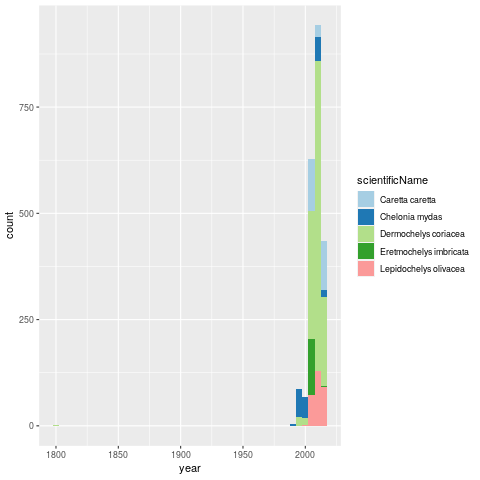 750
500
250
0
count
1800
1850
1900
1950
2000
year
scientificName
Caretta caretta
Chelonia mydas
Dermochelys coriacea
Eretmochelys imbricata
Lepidochelys olivacea